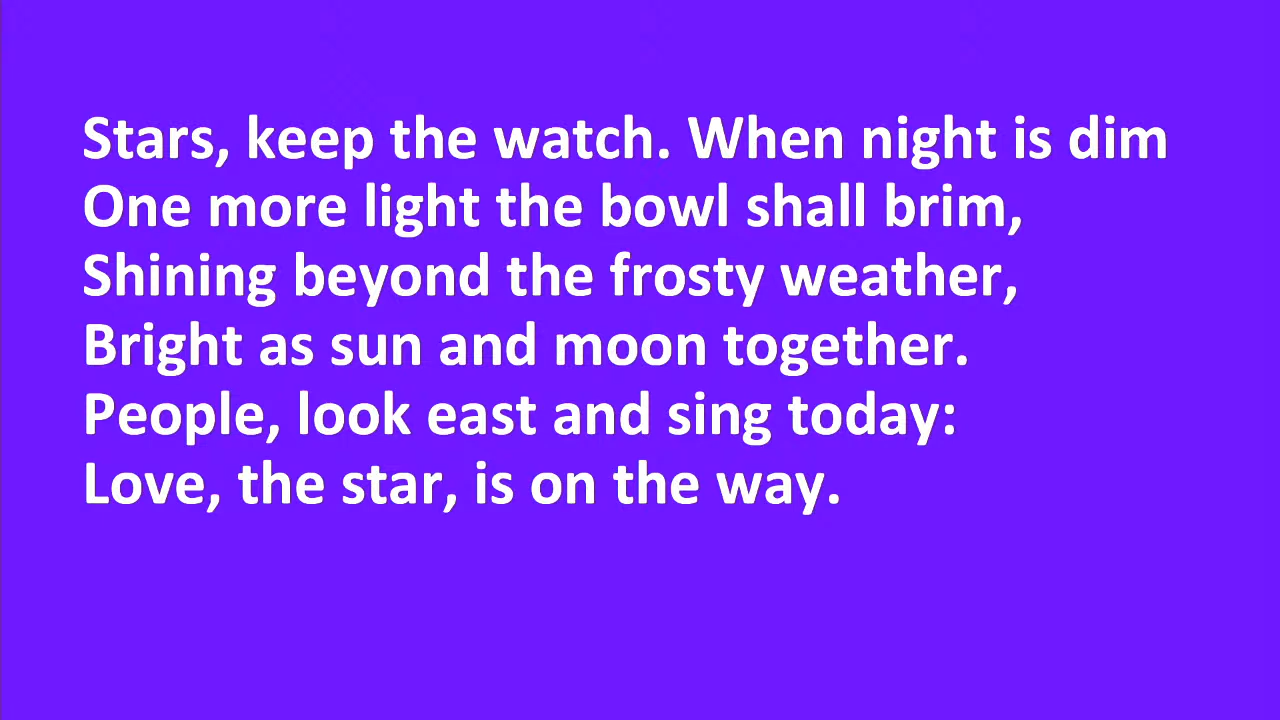 Stars, keep the watch. When night is dim
One more light the bowl shall brim,
Shining beyond the frosty weather,
Bright as sun and moon together.
People, look east and sing today:
Love, the star, is on the way.